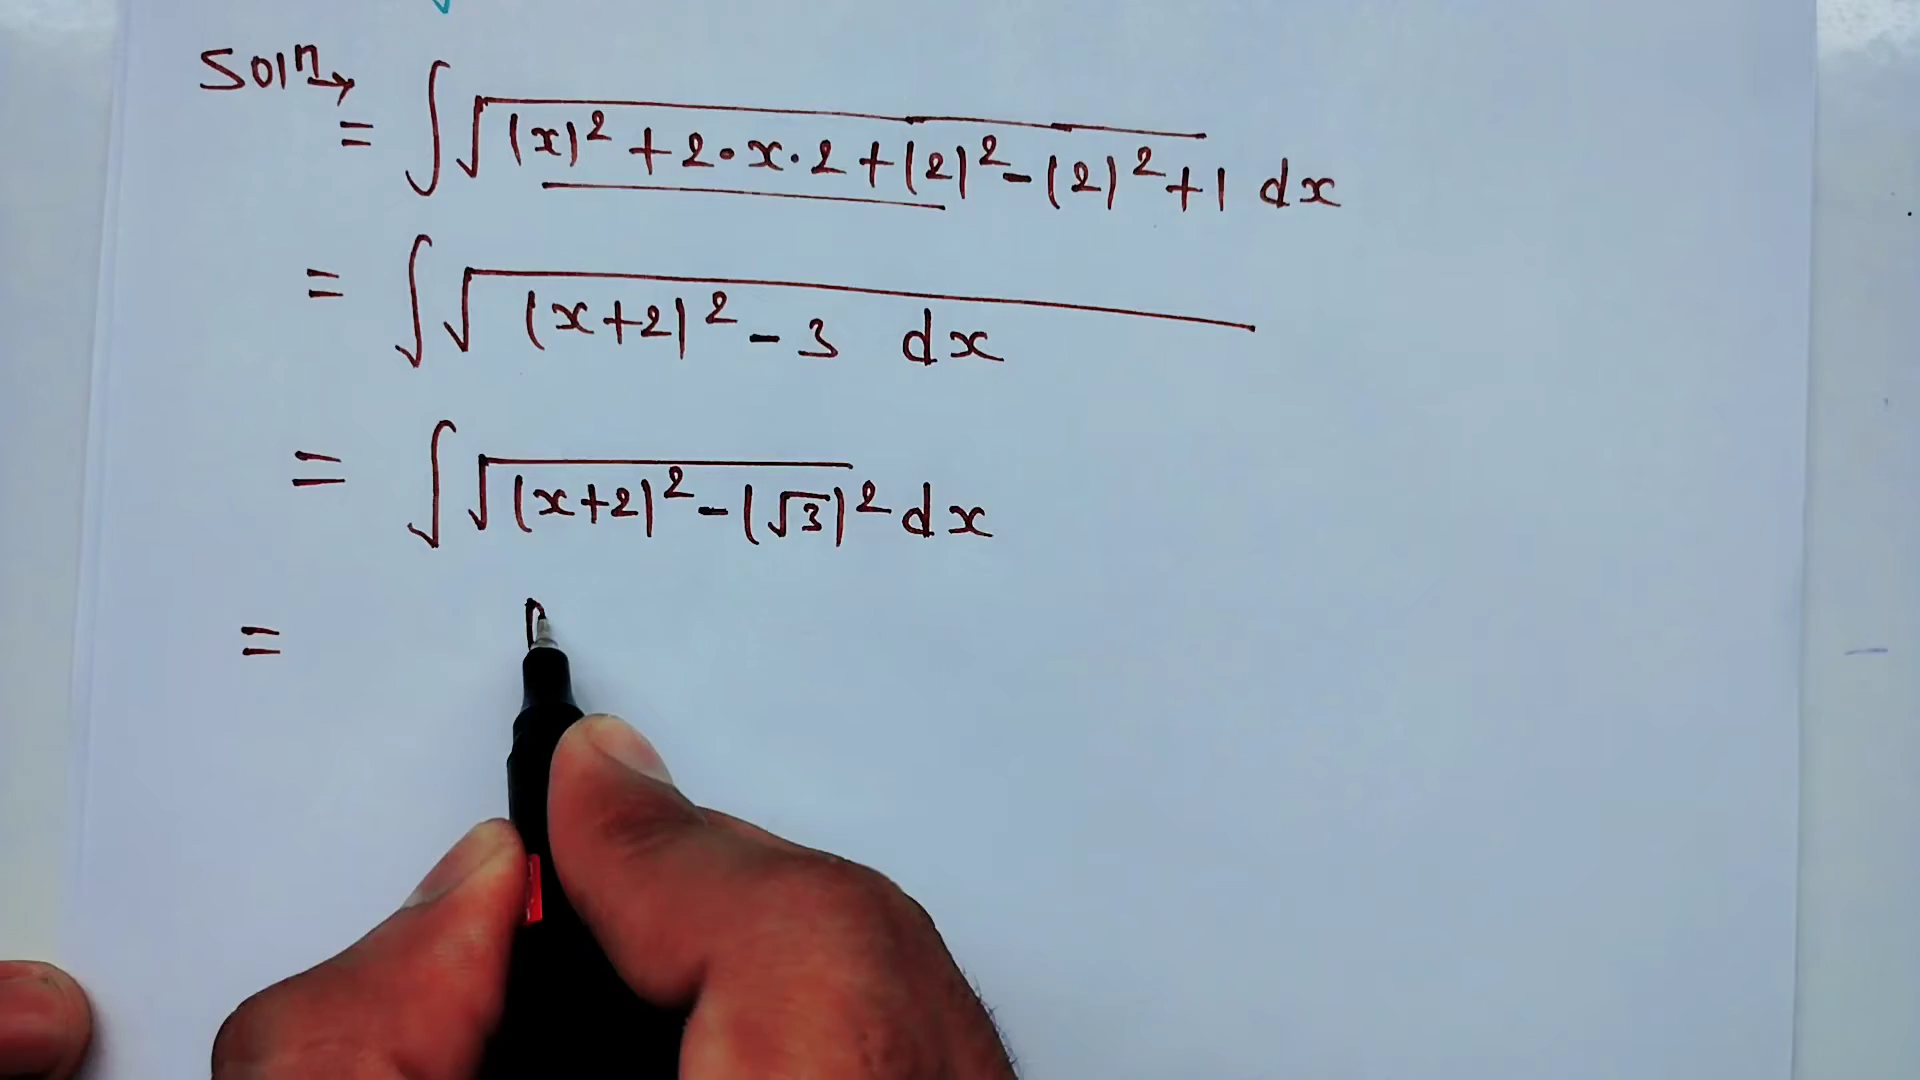 Solⁿ→
= ∫√(x)² + 2·x·2 + (2)² - (2)² + 1 dx
= ∫√(x+2)² - 3 dx
= ∫√(x+2)² - (√3)² dx
=